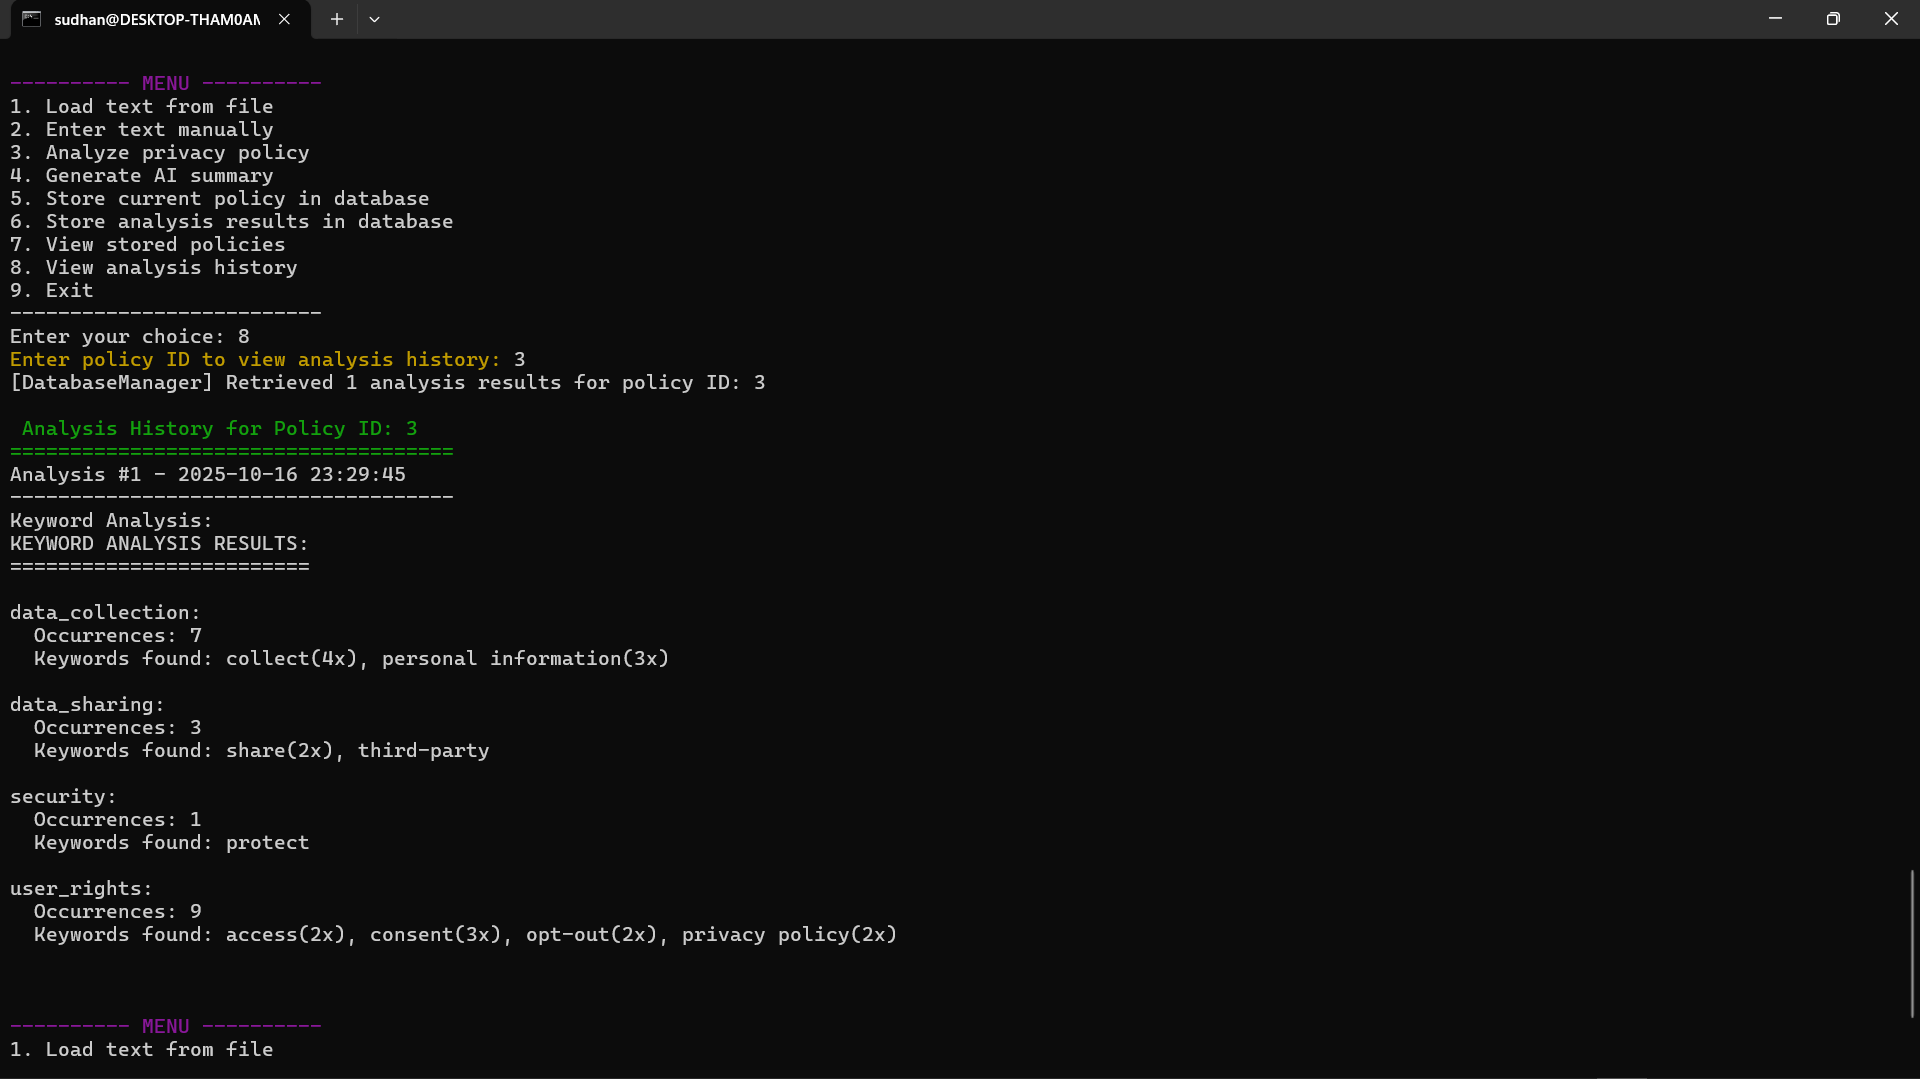 sudhan@DESKTOP-THAM0AM
---------- MENU ----------
1. Load text from file
2. Enter text manually
3. Analyze privacy policy
4. Generate AI summary
5. Store current policy in database
6. Store analysis results in database
7. View stored policies
8. View analysis history
9. Exit
--------------------------
Enter your choice: 8
Enter policy ID to view analysis history: 3
[DatabaseManager] Retrieved 1 analysis results for policy ID: 3
Analysis History for Policy ID: 3
=====================================
Analysis #1 - 2025-10-16 23:29:45
-------------------------------------
Keyword Analysis:
KEYWORD ANALYSIS RESULTS:
=========================
data_collection:
Occurrences: 7
Keywords found: collect(4x), personal information(3x)
data_sharing:
Occurrences: 3
Keywords found: share(2x), third-party
security:
Occurrences: 1
Keywords found: protect
user_rights:
Occurrences: 9
Keywords found: access(2x), consent(3x), opt-out(2x), privacy policy(2x)
---------- MENU ----------
1. Load text from file